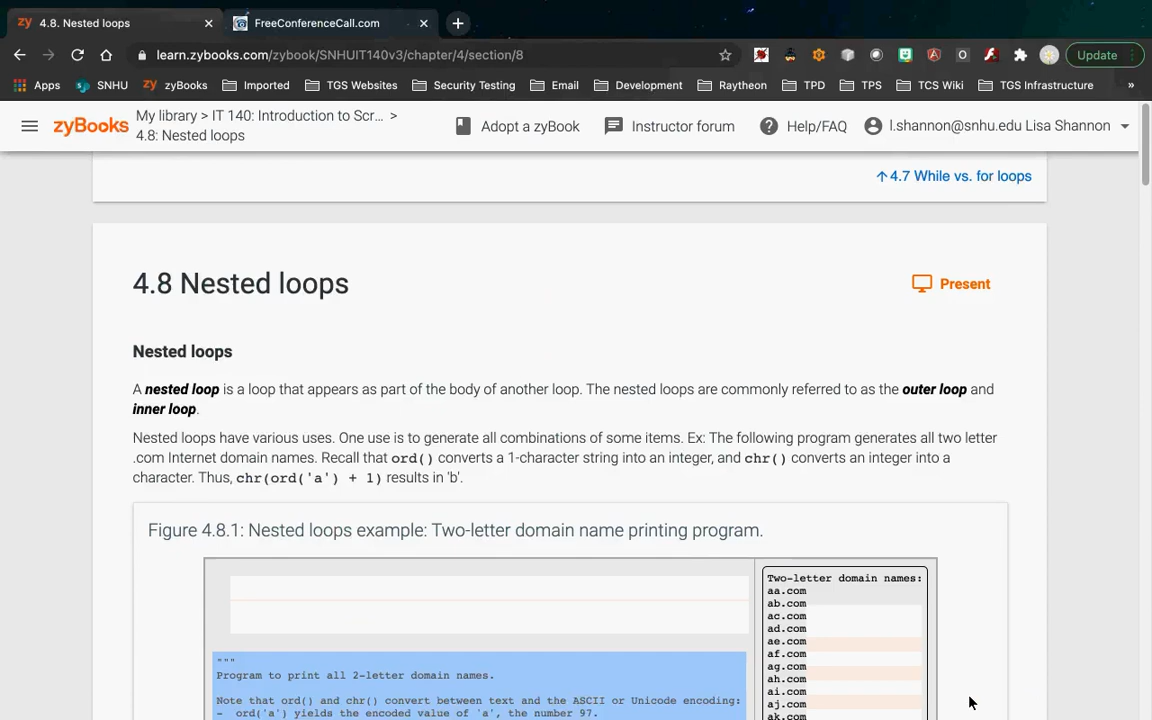 zy 4.8. Nested loops
FreeConferenceCall.com
learn.zybooks.com/zybook/SNHUIT140v3/chapter/4/section/8
Update
Apps SNHU zy zyBooks Imported TGS Websites Security Testing Email Development Raytheon TPD TPS TCS Wiki TGS Infrastructure »
zyBooks My library > IT 140: Introduction to Scr... >
4.8: Nested loops
Adopt a zyBook Instructor forum Help/FAQ l.shannon@snhu.edu Lisa Shannon
↑4.7 While vs. for loops
4.8 Nested loops
Present
Nested loops
A nested loop is a loop that appears as part of the body of another loop. The nested loops are commonly referred to as the outer loop and
inner loop.
Nested loops have various uses. One use is to generate all combinations of some items. Ex: The following program generates all two letter
.com Internet domain names. Recall that ord() converts a 1-character string into an integer, and chr() converts an integer into a
character. Thus, chr(ord('a') + 1) results in 'b'.
Figure 4.8.1: Nested loops example: Two-letter domain name printing program.
"""
Program to print all 2-letter domain names.
Note that ord() and chr() convert between text and the ASCII or Unicode encoding:
- ord('a') yields the encoded value of 'a', the number 97.
Two-letter domain names:
aa.com
ab.com
ac.com
ad.com
ae.com
af.com
ag.com
ah.com
ai.com
aj.com
ak.com